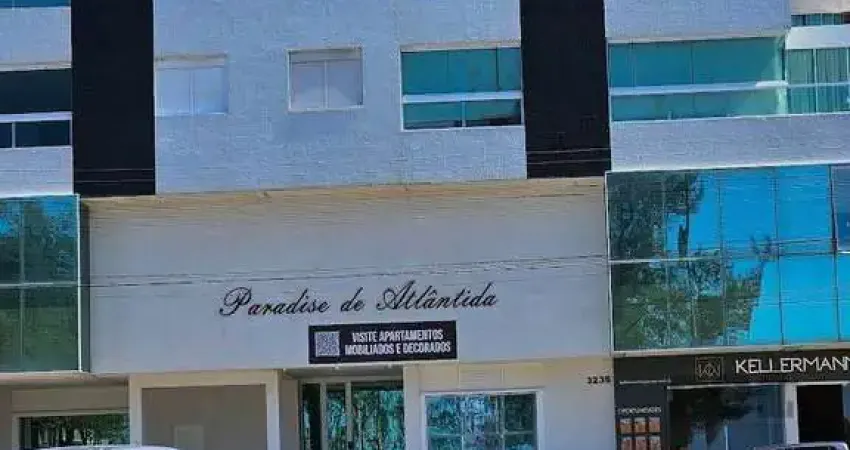 Paradise de Atlântida
VISITE APARTAMENTOS
MOBILIADOS E DECORADOS
3235
KELLERMANN